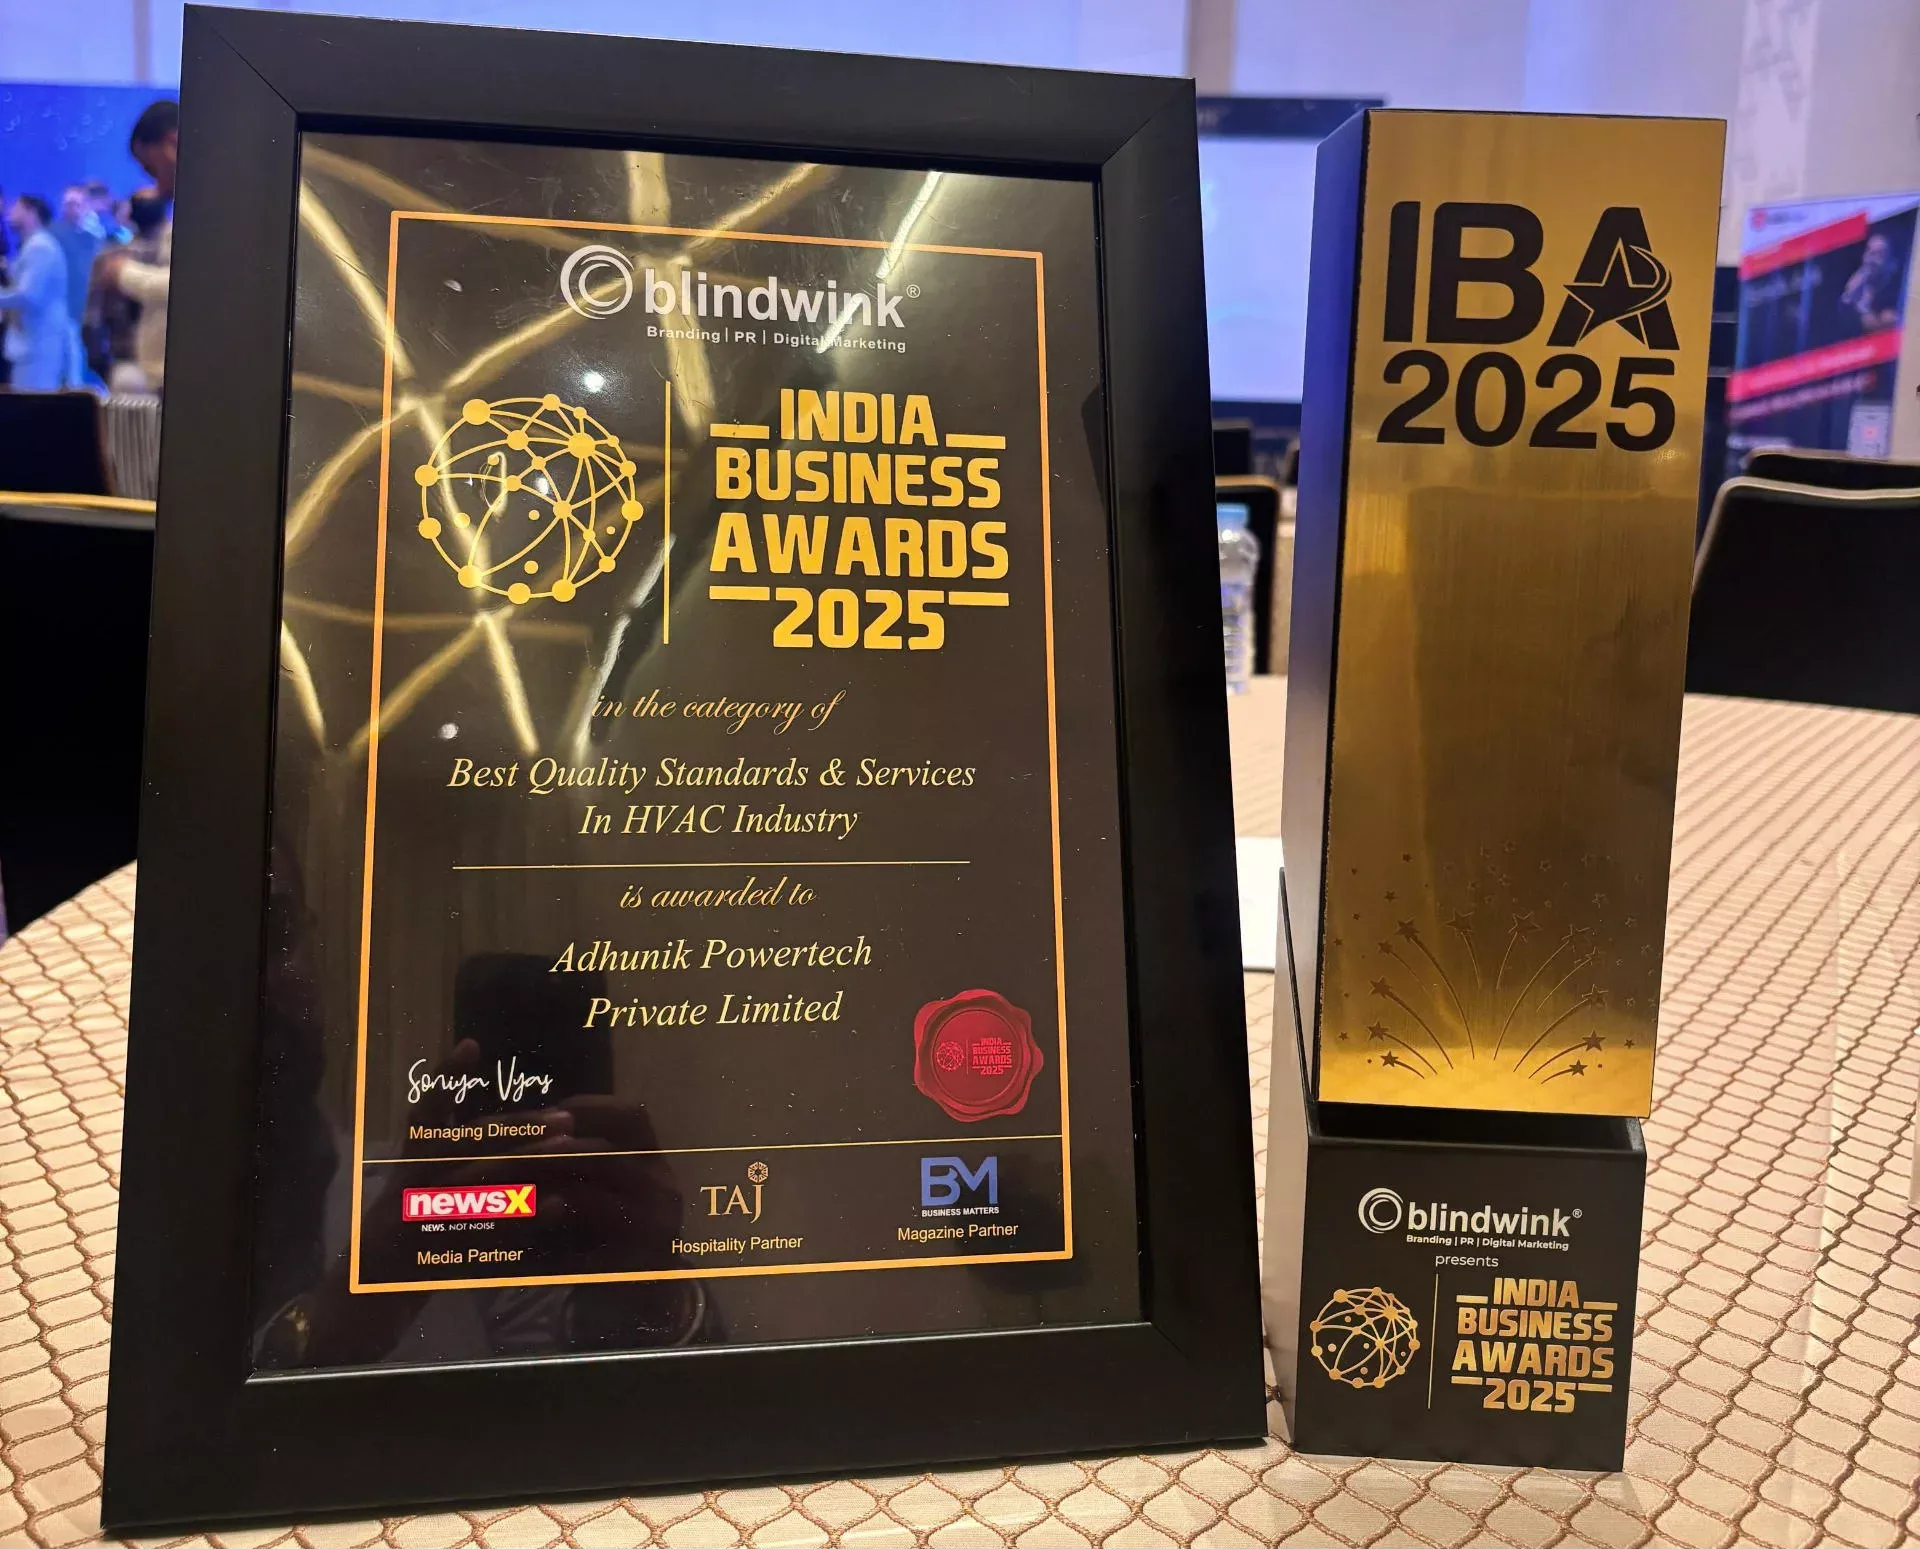 blindwink®
Branding | PR | Digital Marketing
INDIA
BUSINESS
AWARDS
2025
in the category of
Best Quality Standards & Services
In HVAC Industry
is awarded to
Adhunik Powertech
Private Limited
Soniya Vyas
Managing Director
INDIA
BUSINESS
AWARDS
2025
newsX
NEWS. NOT NOISE
Media Partner
TAJ
Hospitality Partner
BM
BUSINESS MATTERS
Magazine Partner
IBA
2025
blindwink®
Branding | PR | Digital Marketing
presents
INDIA
BUSINESS
AWARDS
2025